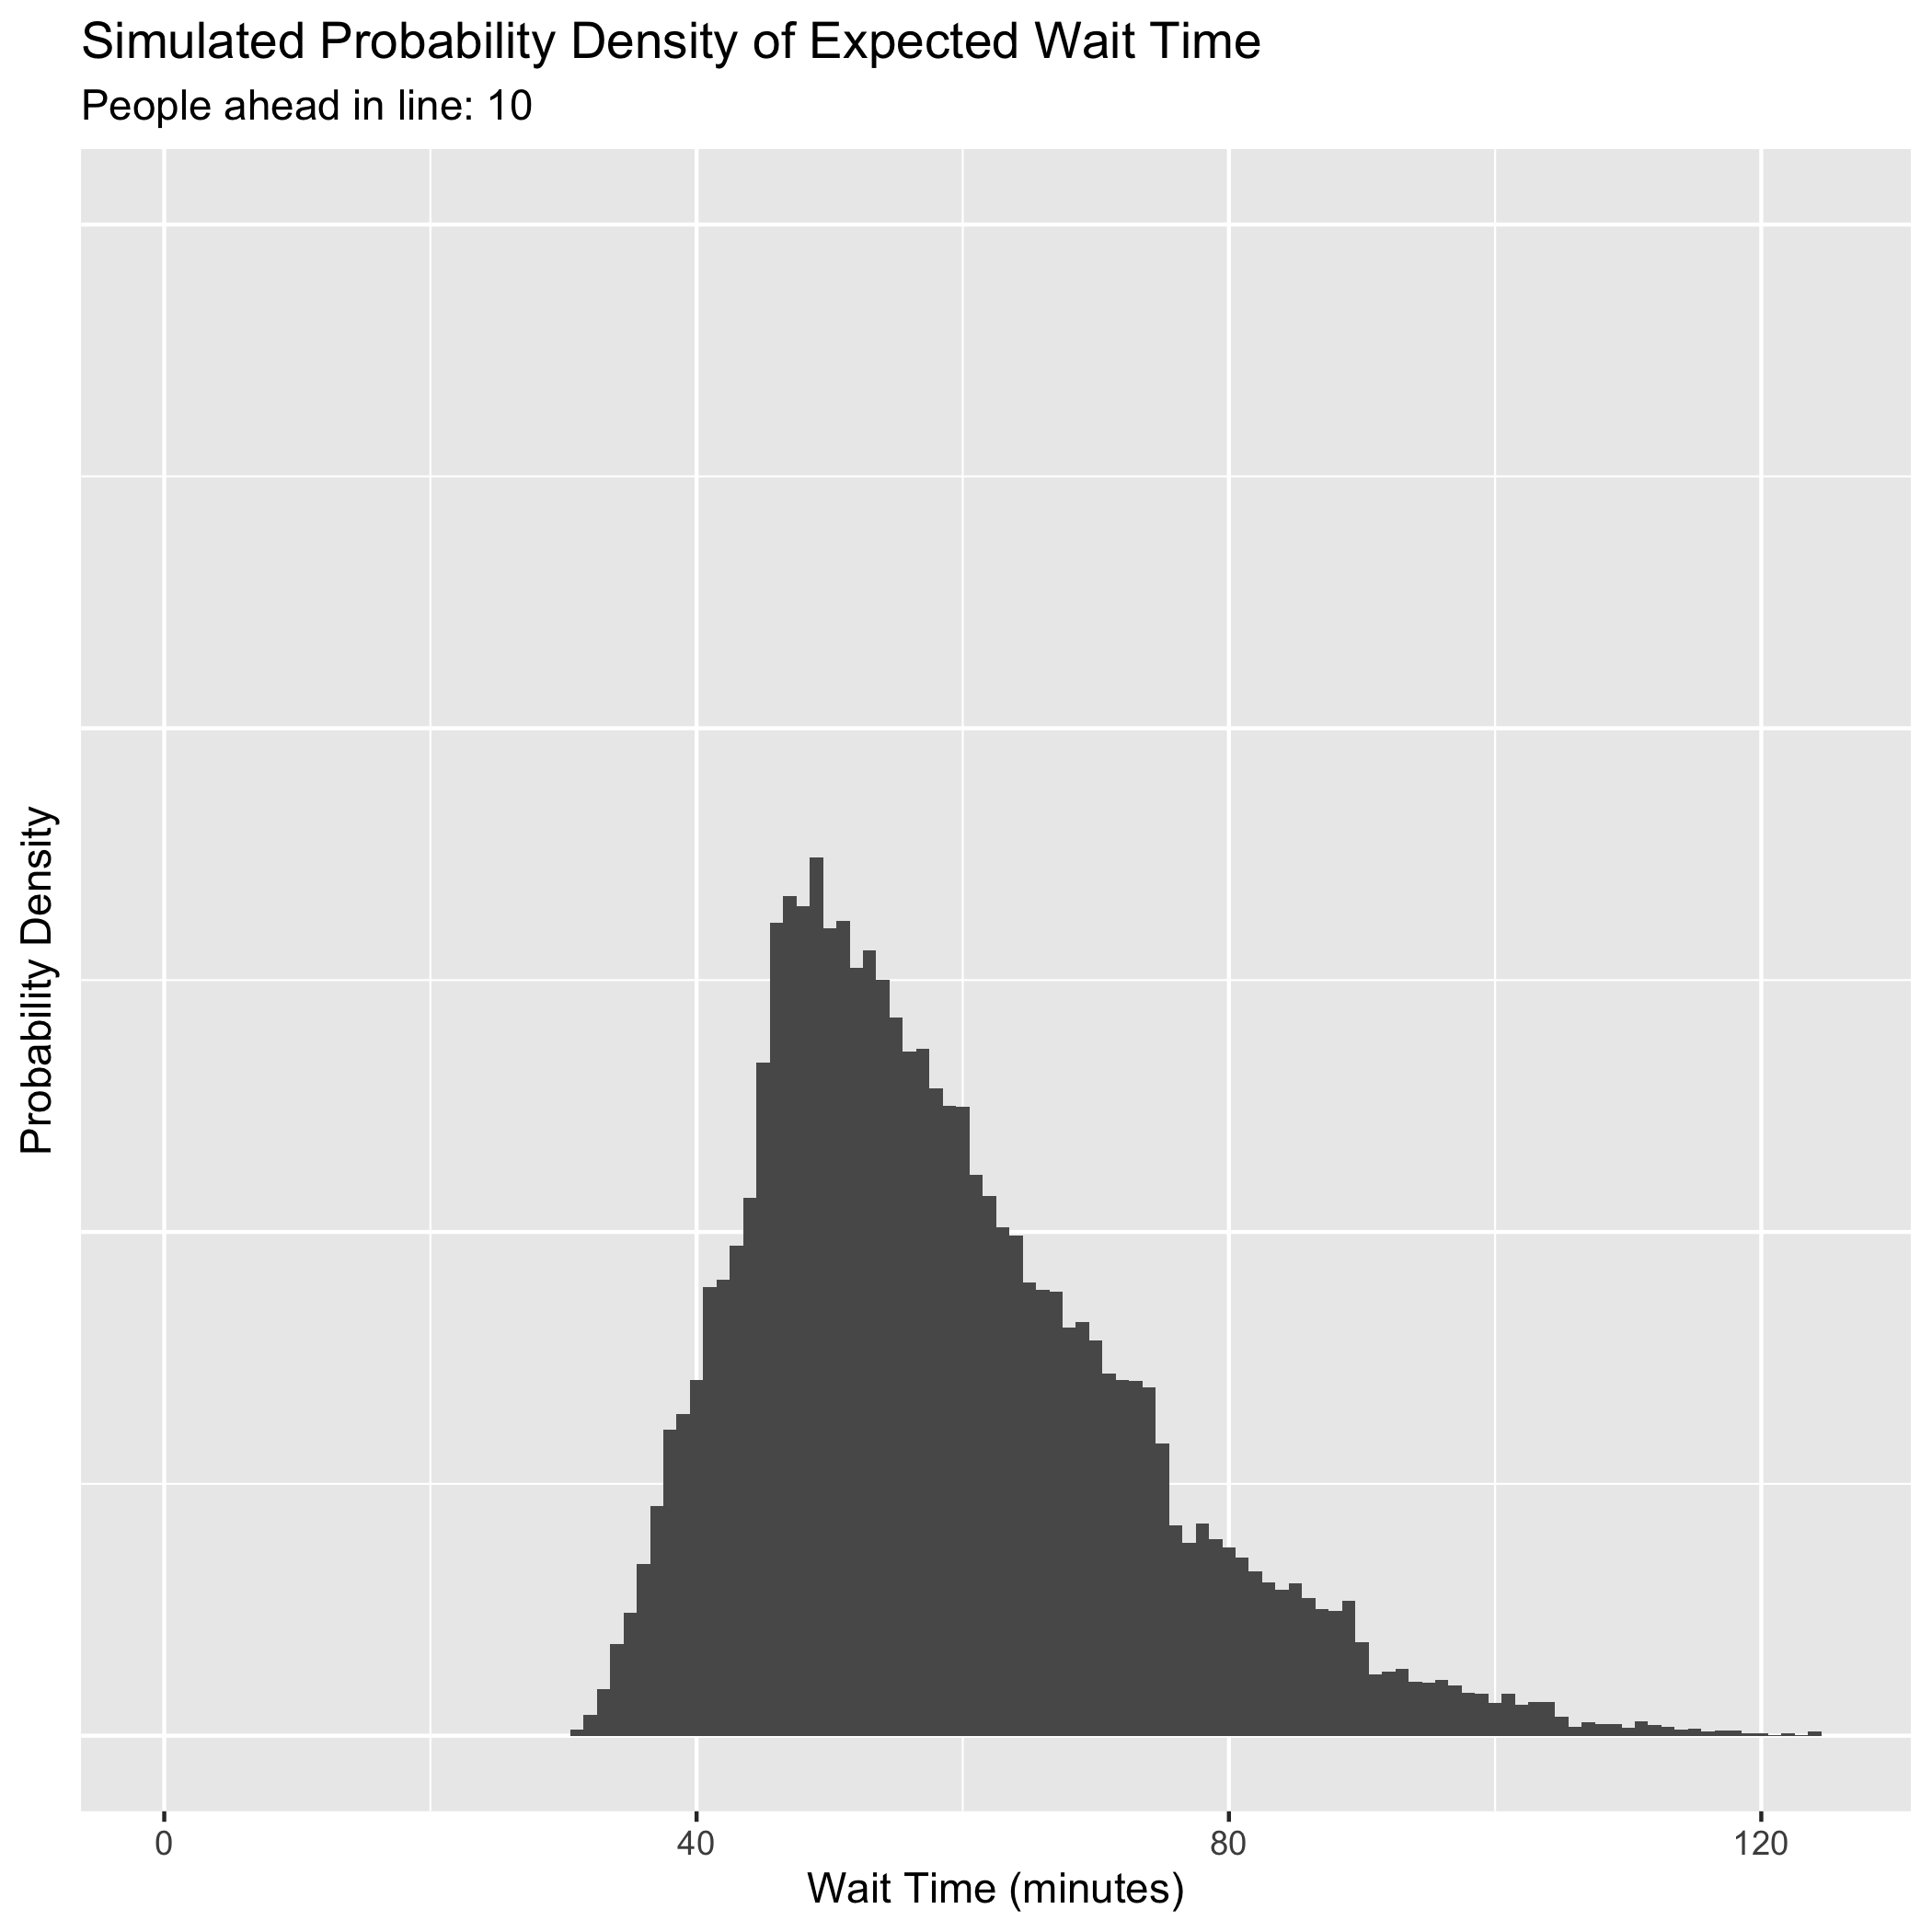 Simulated Probability Density of Expected Wait Time
People ahead in line: 10
Probability Density
0
40
80
120
Wait Time (minutes)